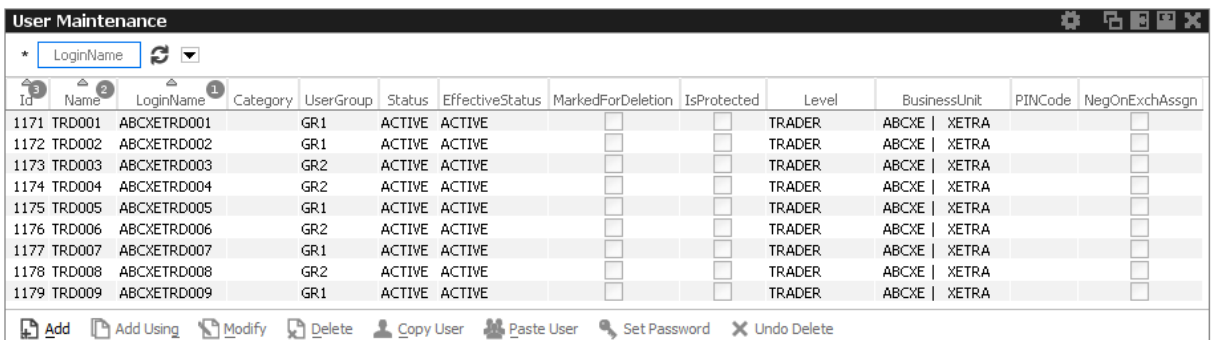 User Maintenance
* LoginName
Id 3 Name 2 LoginName 1 Category UserGroup Status EffectiveStatus MarkedForDeletion IsProtected Level BusinessUnit PINCode NegOnExchAssgn
1171 TRD001 ABCXETRD001 GR1 ACTIVE ACTIVE TRADER ABCXE | XETRA
1172 TRD002 ABCXETRD002 GR1 ACTIVE ACTIVE TRADER ABCXE | XETRA
1173 TRD003 ABCXETRD003 GR2 ACTIVE ACTIVE TRADER ABCXE | XETRA
1174 TRD004 ABCXETRD004 GR2 ACTIVE ACTIVE TRADER ABCXE | XETRA
1175 TRD005 ABCXETRD005 GR1 ACTIVE ACTIVE TRADER ABCXE | XETRA
1176 TRD006 ABCXETRD006 GR2 ACTIVE ACTIVE TRADER ABCXE | XETRA
1177 TRD007 ABCXETRD007 GR1 ACTIVE ACTIVE TRADER ABCXE | XETRA
1178 TRD008 ABCXETRD008 GR2 ACTIVE ACTIVE TRADER ABCXE | XETRA
1179 TRD009 ABCXETRD009 GR1 ACTIVE ACTIVE TRADER ABCXE | XETRA
Add Add Using Modify Delete Copy User Paste User Set Password Undo Delete